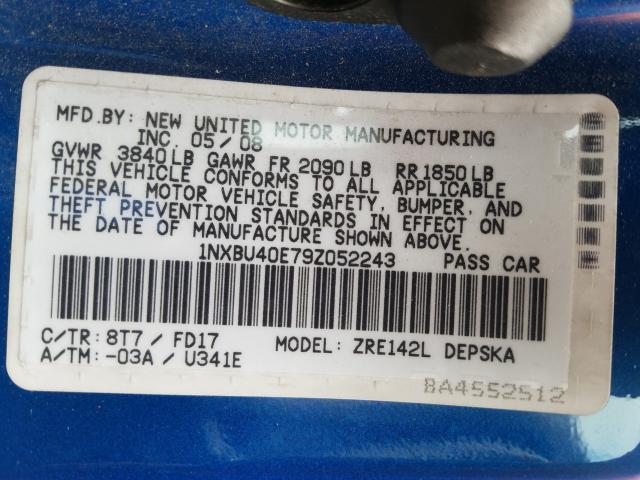 MFD.BY: NEW UNITED MOTOR MANUFACTURING
INC. 05/08
GVWR 3840LB GAWR FR 2090LB RR1850LB
THIS VEHICLE CONFORMS TO ALL APPLICABLE
FEDERAL MOTOR VEHICLE SAFETY, BUMPER, AND
THEFT PREVENTION STANDARDS IN EFFECT ON
THE DATE OF MANUFACTURE SHOWN ABOVE.
1NXBU40E79Z052243 PASS CAR
C/TR: 8T7 / FD17 MODEL: ZRE142L DEPSKA
A/TM: -03A / U341E
BA4552512